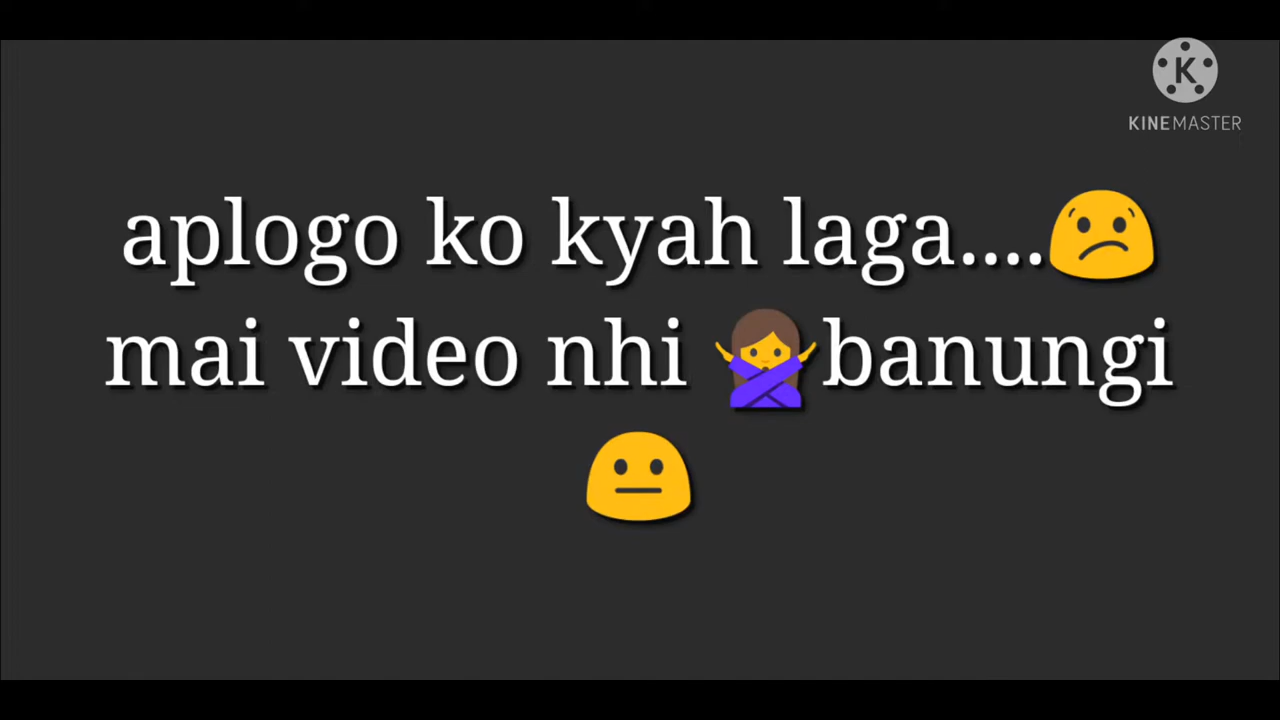 KINEMASTER
aplogo ko kyah laga....😕
mai video nhi 🙅‍♀️banungi
😐